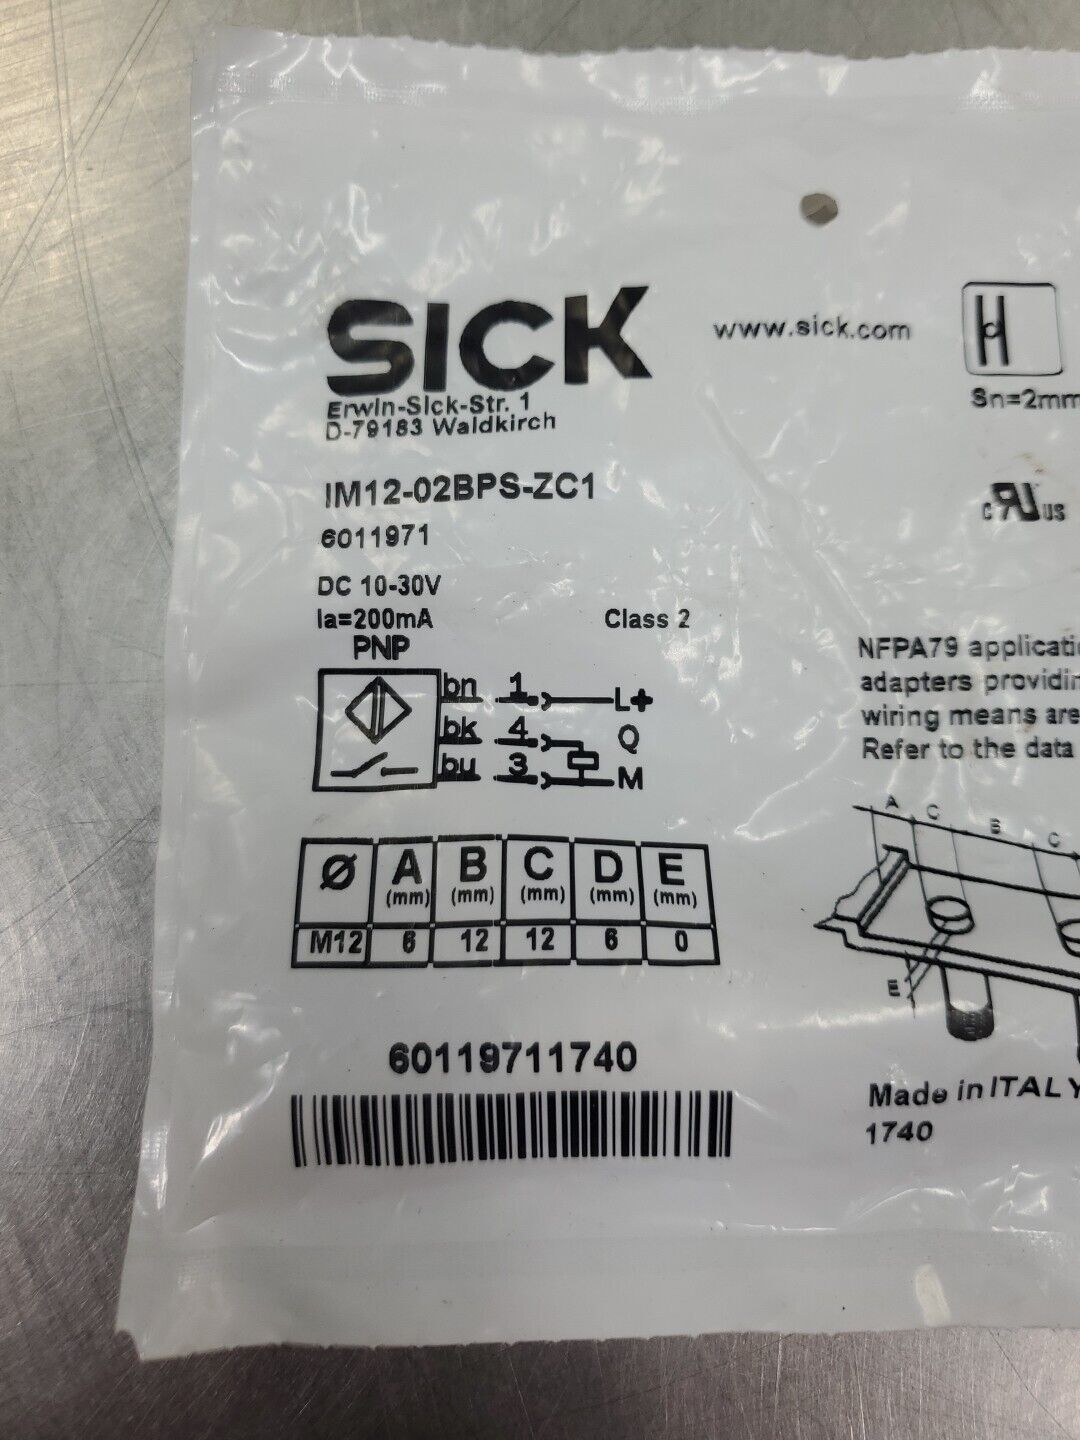 SICK
Erwin-Sick-Str. 1
D-79183 Waldkirch
www.sick.com
Sn=2mm
IM12-02BPS-ZC1
6011971
c US
DC 10-30V
Ia=200mA
Class 2
PNP
bn 1 L+
bk 4 Q
bu 3 M
NFPA79
adapters
wiring means are
Refer to the data
Ø A B C D E
(mm) (mm) (mm) (mm) (mm)
M12 6 12 12 6 0
A C B C
E
60119711740
Made in ITALY
1740